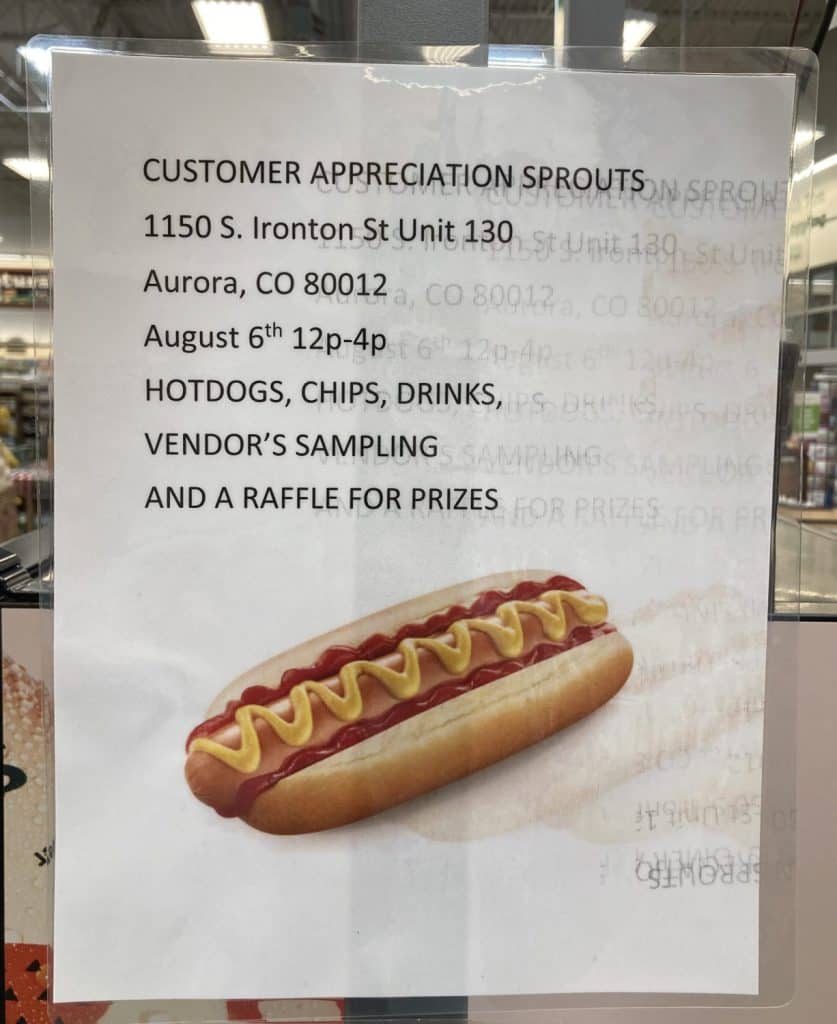 CUSTOMER APPRECIATION SPROUTS
1150 S. Ironton St Unit 130
Aurora, CO 80012
August 6th 12p-4p
HOTDOGS, CHIPS, DRINKS,
VENDOR'S SAMPLING
AND A RAFFLE FOR PRIZES